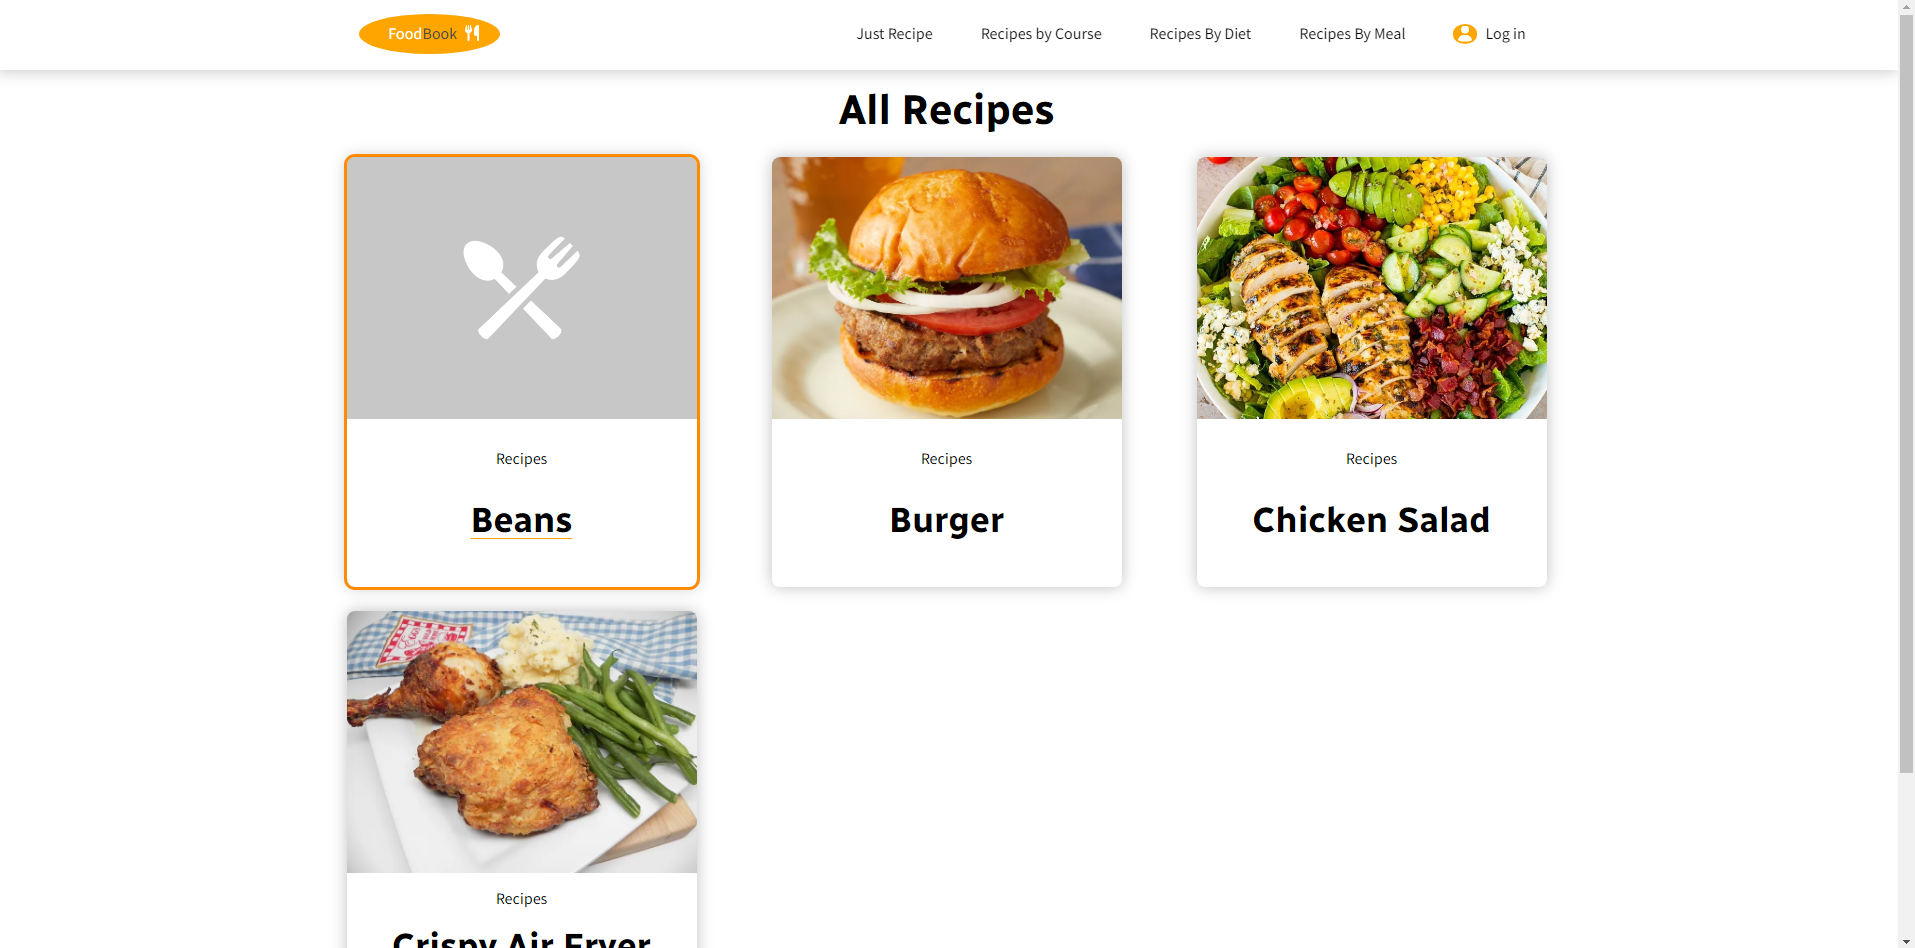 FoodBook
Just Recipe
Recipes by Course
Recipes By Diet
Recipes By Meal
Log in
All Recipes
Recipes
Beans
Recipes
Burger
Recipes
Chicken Salad
Recipes
Crispy Air Fryer